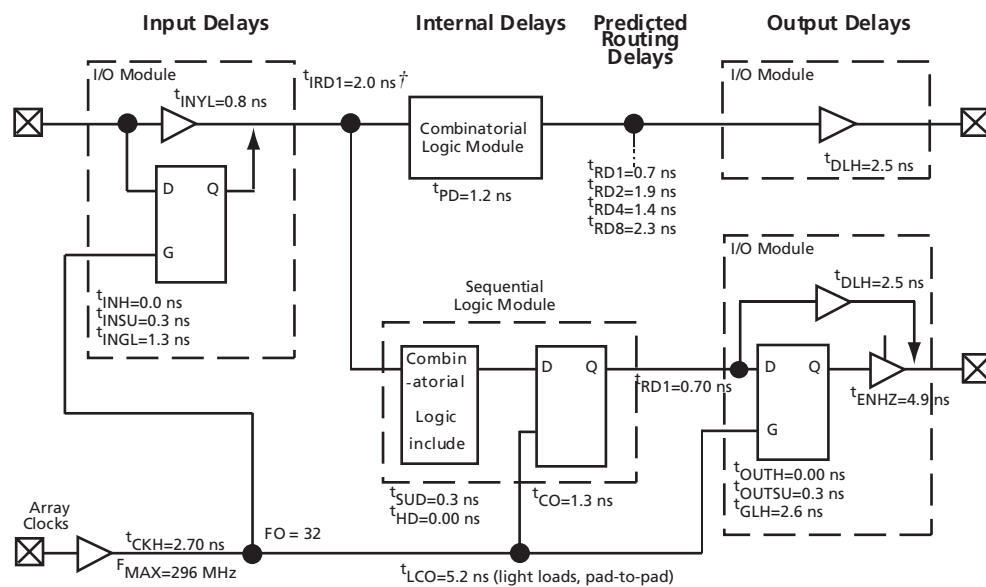 Input Delays
Internal Delays
Predicted
Routing
Delays
Output Delays
I/O Module
tINYL=0.8 ns
tIRD1=2.0 ns †
Combinatorial
Logic Module
tPD=1.2 ns
tRD1=0.7 ns
tRD2=1.9 ns
tRD4=1.4 ns
tRD8=2.3 ns
I/O Module
tDLH=2.5 ns
D Q
G
tINH=0.0 ns
tINSU=0.3 ns
tINGL=1.3 ns
Sequential
Logic Module
Combin
-atorial
Logic
include
D Q
tSUD=0.3 ns
tHD=0.00 ns
tCO=1.3 ns
tRD1=0.70 ns
I/O Module
tDLH=2.5 ns
D Q
G
tENHZ=4.9 ns
tOUTH=0.00 ns
tOUTSU=0.3 ns
tGLH=2.6 ns
Array
Clocks
tCKH=2.70 ns
FMAX=296 MHz
FO = 32
tLCO=5.2 ns (light loads, pad-to-pad)